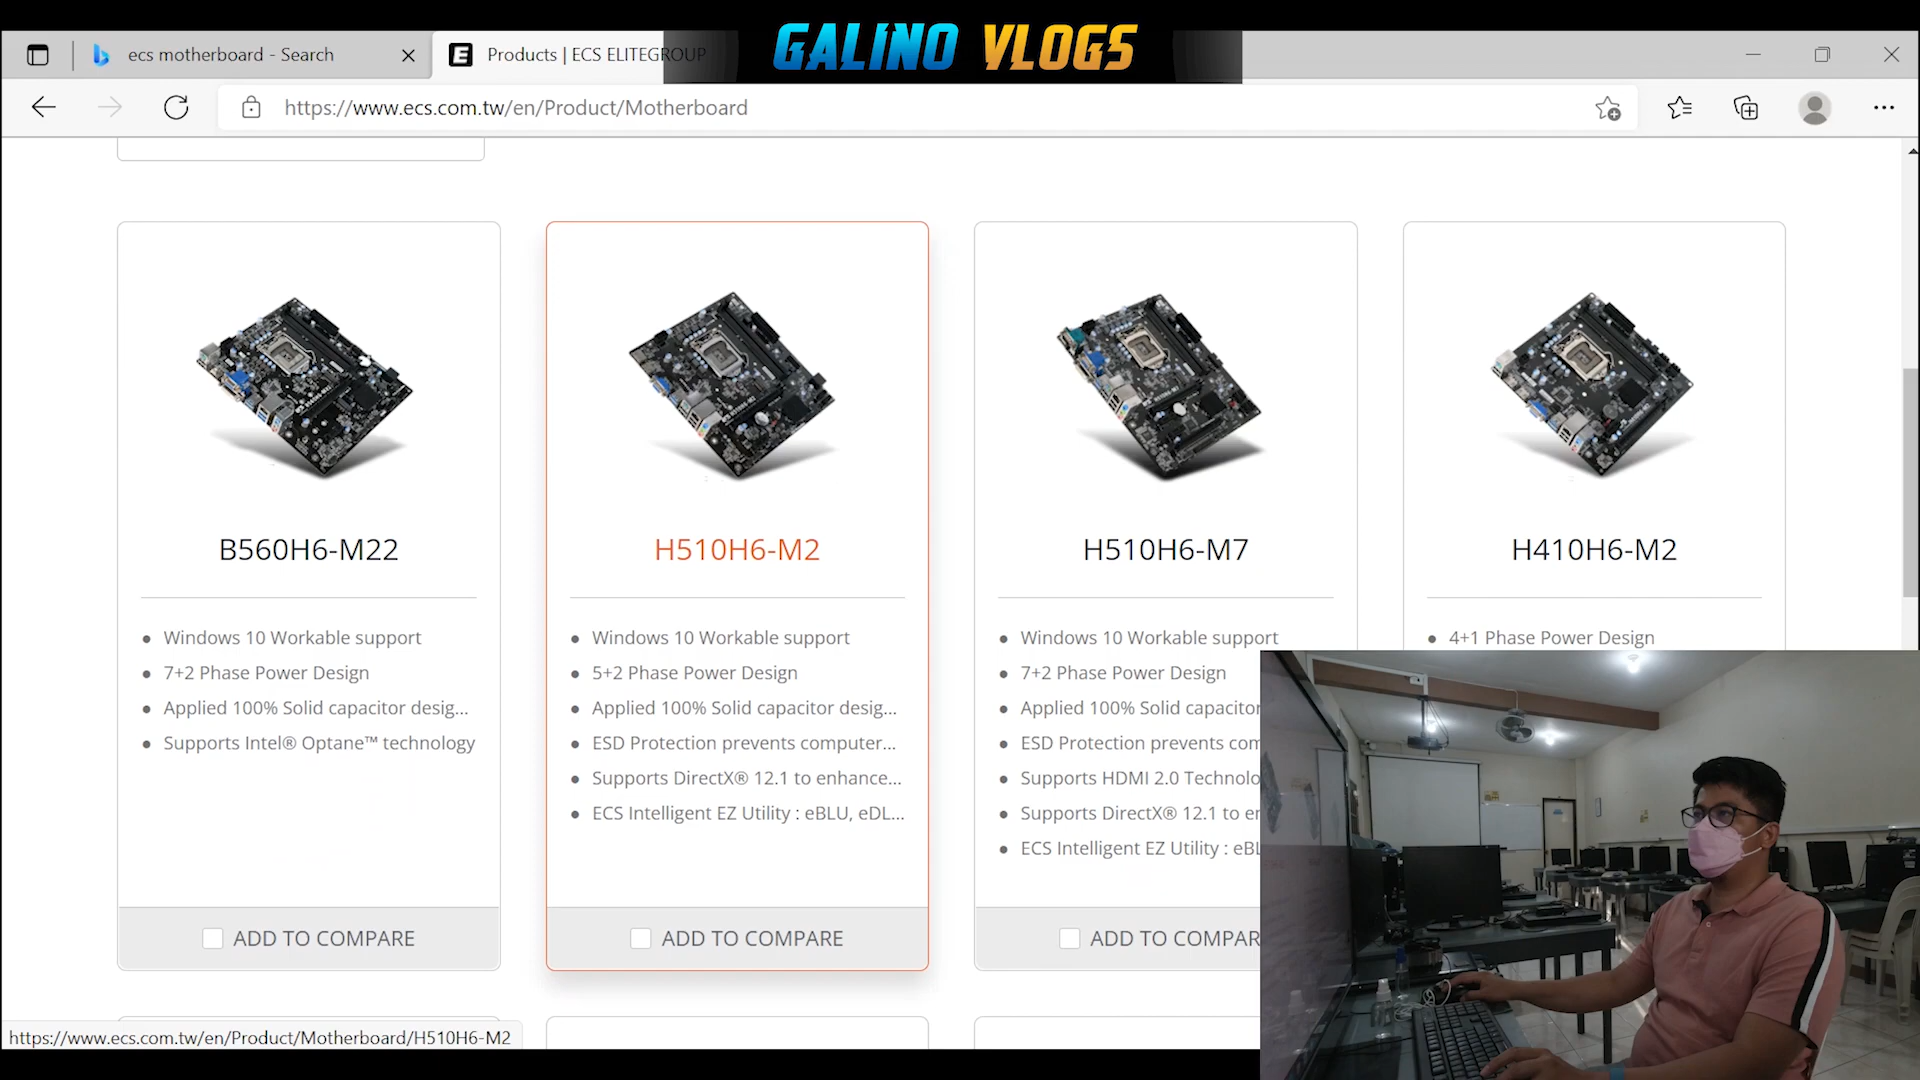 GALINO VLOGS
ecs motherboard - Search
Products | ECS ELITEGROUP
https://www.ecs.com.tw/en/Product/Motherboard
B560H6-M22
Windows 10 Workable support
7+2 Phase Power Design
Applied 100% Solid capacitor desig...
Supports Intel® Optane™ technology
ADD TO COMPARE
H510H6-M2
Windows 10 Workable support
5+2 Phase Power Design
Applied 100% Solid capacitor desig...
ESD Protection prevents computer...
Supports DirectX® 12.1 to enhance...
ECS Intelligent EZ Utility : eBLU, eDL...
ADD TO COMPARE
H510H6-M7
Windows 10 Workable support
7+2 Phase Power Design
Applied 100% Solid capacitor
ESD Protection prevents com
Supports HDMI 2.0 Technolo
Supports DirectX® 12.1 to en
ECS Intelligent EZ Utility : eBL
ADD TO COMPAR
H410H6-M2
4+1 Phase Power Design
https://www.ecs.com.tw/en/Product/Motherboard/H510H6-M2